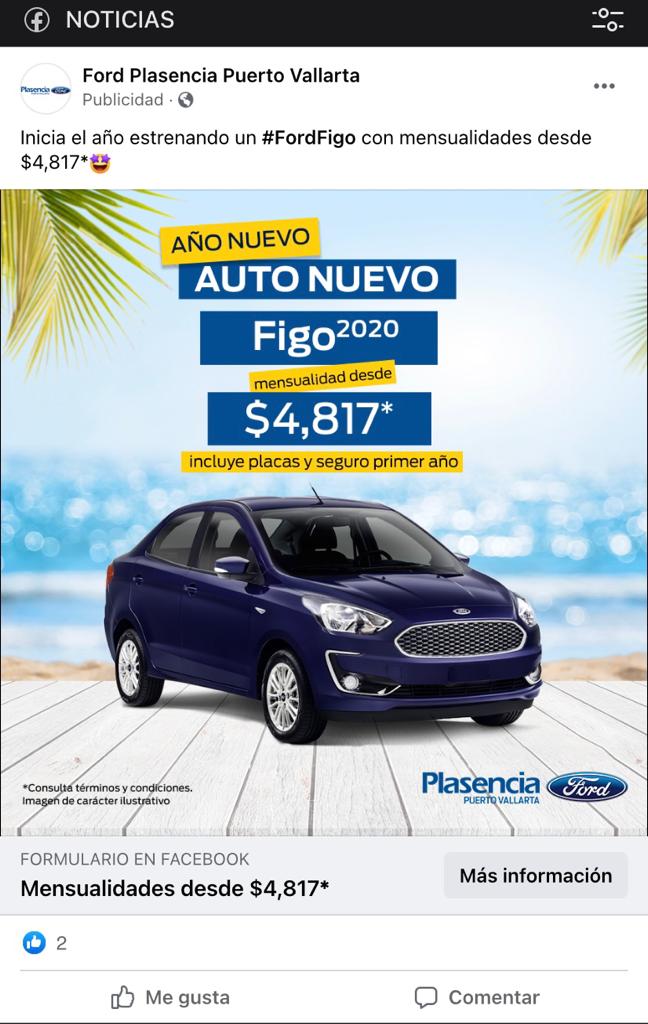 NOTICIAS
Ford Plasencia Puerto Vallarta
Publicidad ·
Inicia el año estrenando un #FordFigo con mensualidades desde
$4,817*🤩
AÑO NUEVO
AUTO NUEVO
Figo2020
mensualidad desde
$4,817*
incluye placas y seguro primer año
*Consulta términos y condiciones.
Imagen de carácter ilustrativo
Plasencia Ford
PUERTO VALLARTA
FORMULARIO EN FACEBOOK
Mensualidades desde $4,817*
Más información
2
Me gusta Comentar